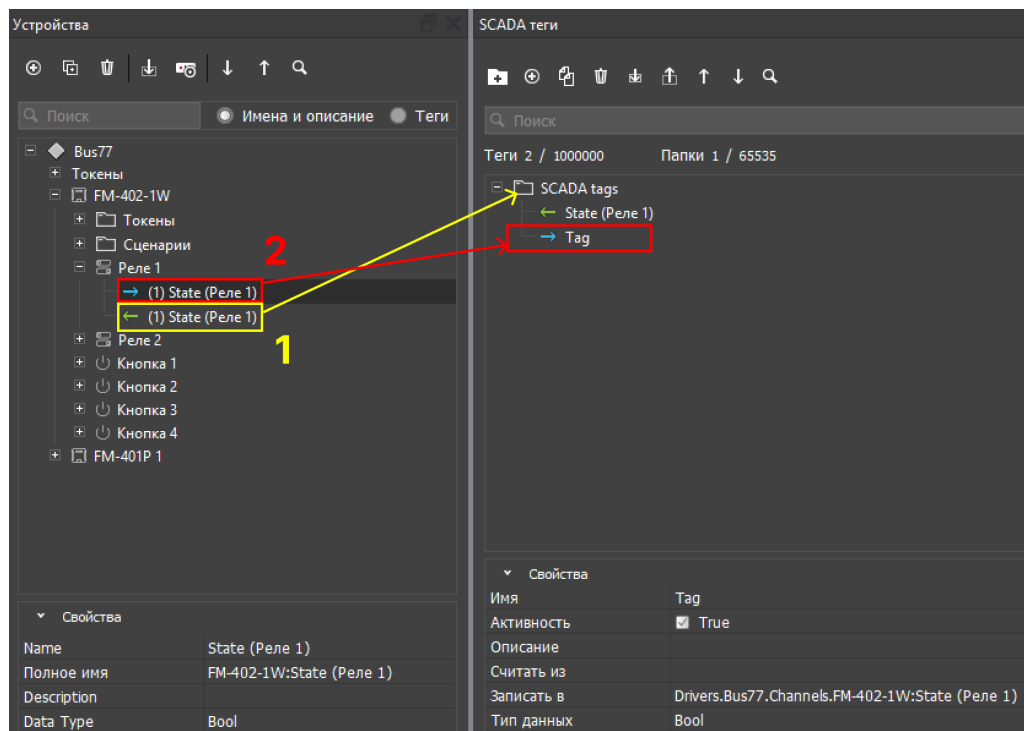 Устройства
Поиск
Имена и описание
Теги
Bus77
Токены
FM-402-1W
Токены
Сценарии
2
Реле 1
(1) State (Реле 1)
(1) State (Реле 1)
1
Реле 2
Кнопка 1
Кнопка 2
Кнопка 3
Кнопка 4
FM-401P 1
Свойства
Name State (Реле 1)
Полное имя FM-402-1W:State (Реле 1)
Description
Data Type Bool
SCADA теги
Поиск
Теги 2 / 1000000 Папки 1 / 65535
SCADA tags
State (Реле 1)
Tag
Свойства
Имя Tag
Активность True
Описание
Считать из
Записать в Drivers.Bus77.Channels.FM-402-1W:State (Реле 1)
Тип данных Bool